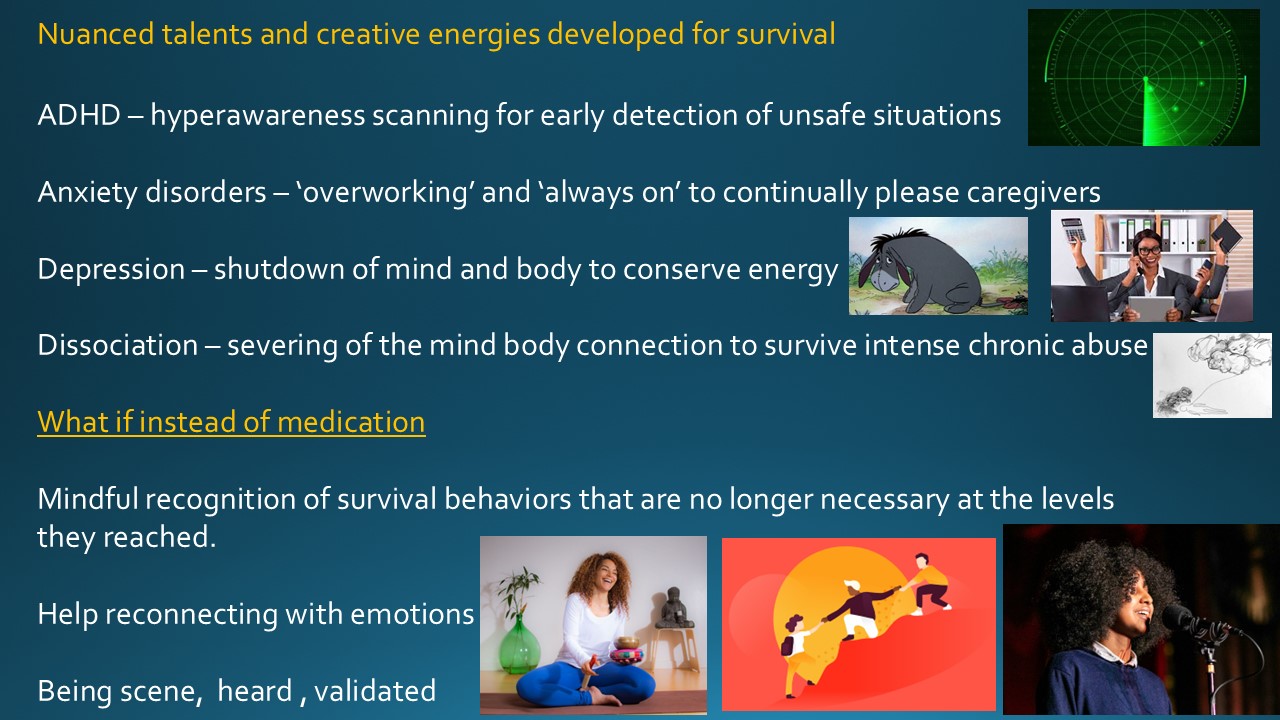 Nuanced talents and creative energies developed for survival
ADHD – hyperawareness scanning for early detection of unsafe situations
Anxiety disorders – ‘overworking’ and ‘always on’ to continually please caregivers
Depression – shutdown of mind and body to conserve energy
Dissociation – severing of the mind body connection to survive intense chronic abuse
What if instead of medication
Mindful recognition of survival behaviors that are no longer necessary at the levels
they reached.
Help reconnecting with emotions
Being scene,  heard , validated